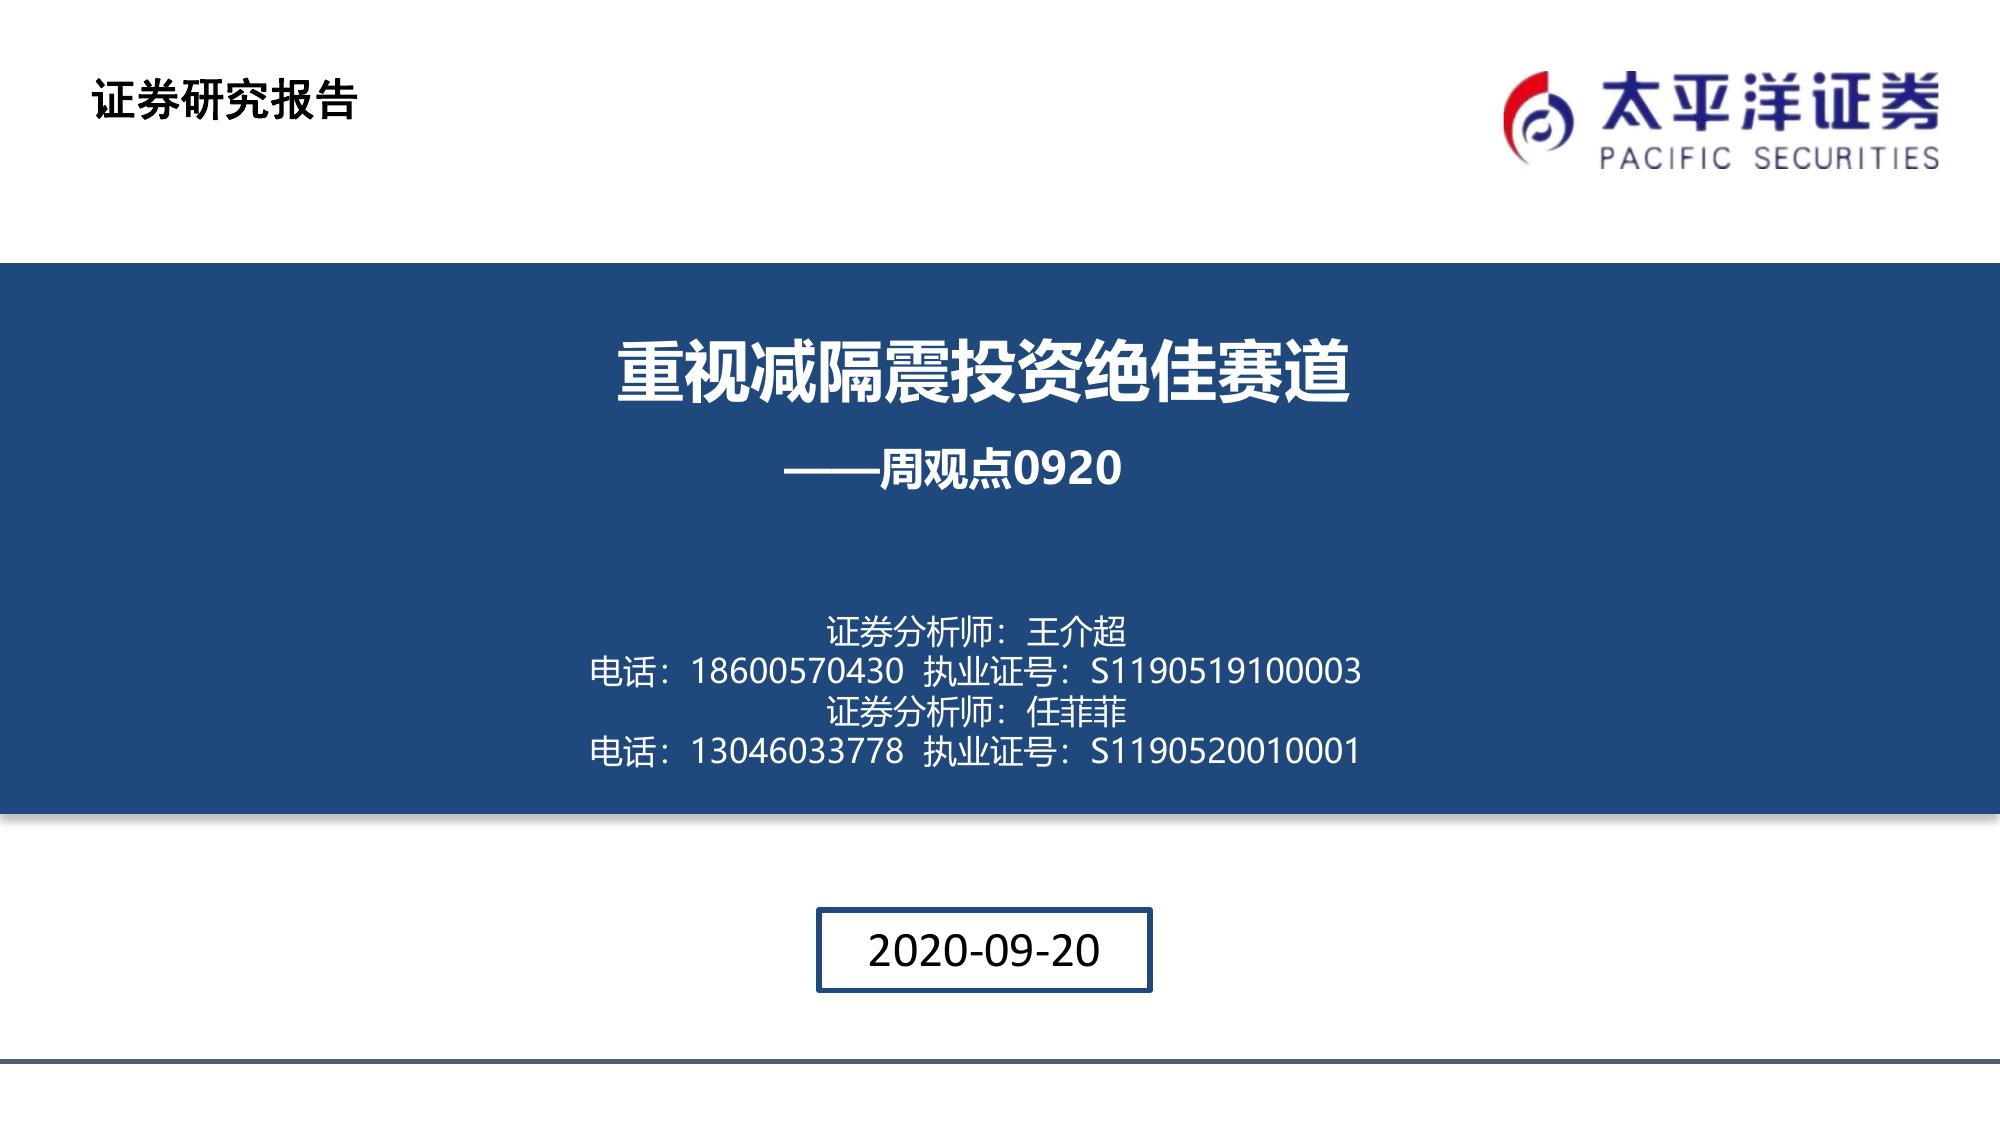 证券研究报告
太平洋证券
PACIFIC SECURITIES
重视减隔震投资绝佳赛道
——周观点0920
证券分析师：王介超
电话：18600570430 执业证号：S1190519100003
证券分析师：任菲菲
电话：13046033778 执业证号：S1190520010001
2020-09-20